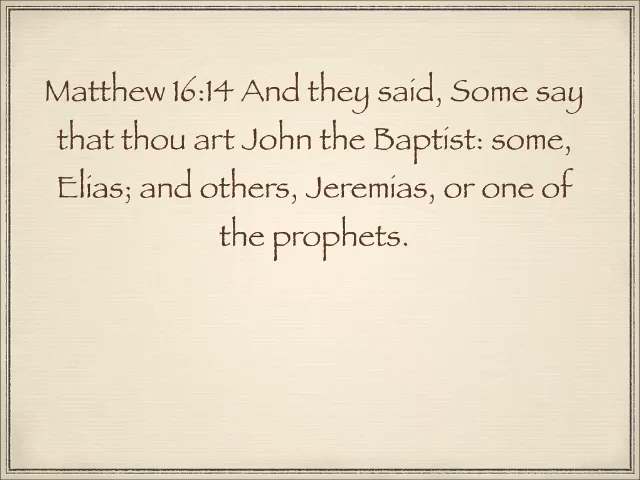 Matthew 16:14 And they said, Some say
that thou art John the Baptist: some,
Elias; and others, Jeremias, or one of
the prophets.